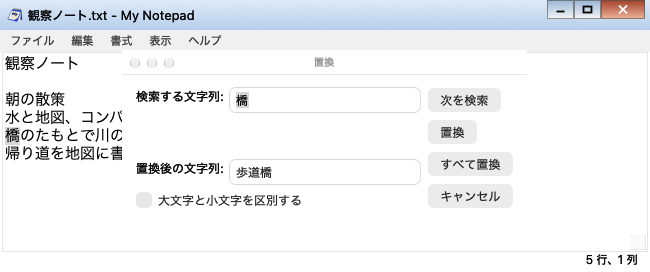 観察ノート.txt - My Notepad
ファイル 編集 書式 表示 ヘルプ
観察ノート
置換
朝の散策
水と地図、コンパ
橋のたもとで川の
帰り道を地図に書
検索する文字列: 橋
次を検索
置換
置換後の文字列: 歩道橋
すべて置換
大文字と小文字を区別する
キャンセル
5 行、1 列